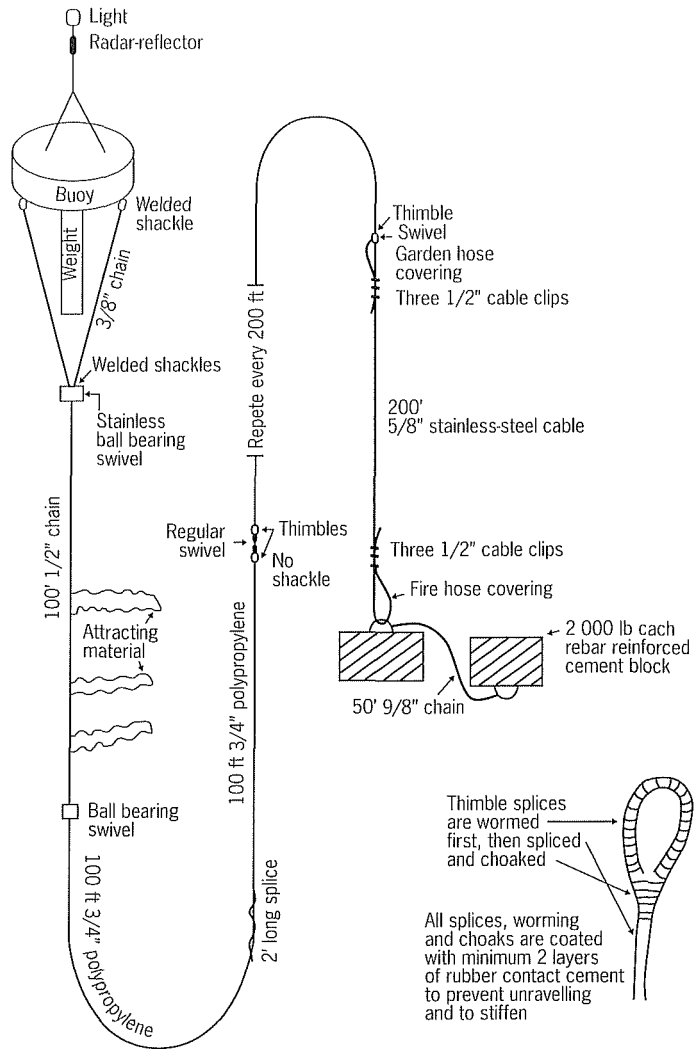 Light
Radar-reflector
Buoy
Weight
Welded
shackle
3/8" chain
Welded shackles
Stainless
ball bearing
swivel
100' 1/2" chain
Attracting
material
Ball bearing
swivel
100 ft 3/4" polypropylene
2' long splice
100 ft 3/4" polypropylene
Regular
swivel
Thimbles
No
shackle
Repete every 200 ft
Thimble
Swivel
Garden hose
covering
Three 1/2" cable clips
200'
5/8" stainless-steel cable
Three 1/2" cable clips
Fire hose covering
2 000 lb cach
rebar reinforced
cement block
50' 9/8" chain
Thimble splices
are wormed
first, then spliced
and choaked
All splices, worming
and choaks are coated
with minimum 2 layers
of rubber contact cement
to prevent unravelling
and to stiffen